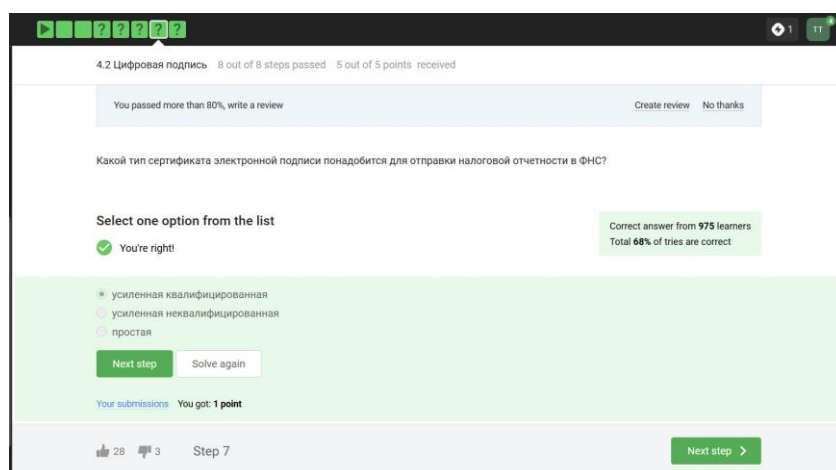 ? ? ? ? ?
1
TT
4
4.2 Цифровая подпись 8 out of 8 steps passed 5 out of 5 points received
You passed more than 80%, write a review Create review No thanks
Какой тип сертификата электронной подписи понадобится для отправки налоговой отчетности в ФНС?
Select one option from the list
Correct answer from 975 learners
Total 68% of tries are correct
You're right!
усиленная квалифицированная
усиленная неквалифицированная
простая
Next step Solve again
Your submissions You got: 1 point
28 3 Step 7 Next step